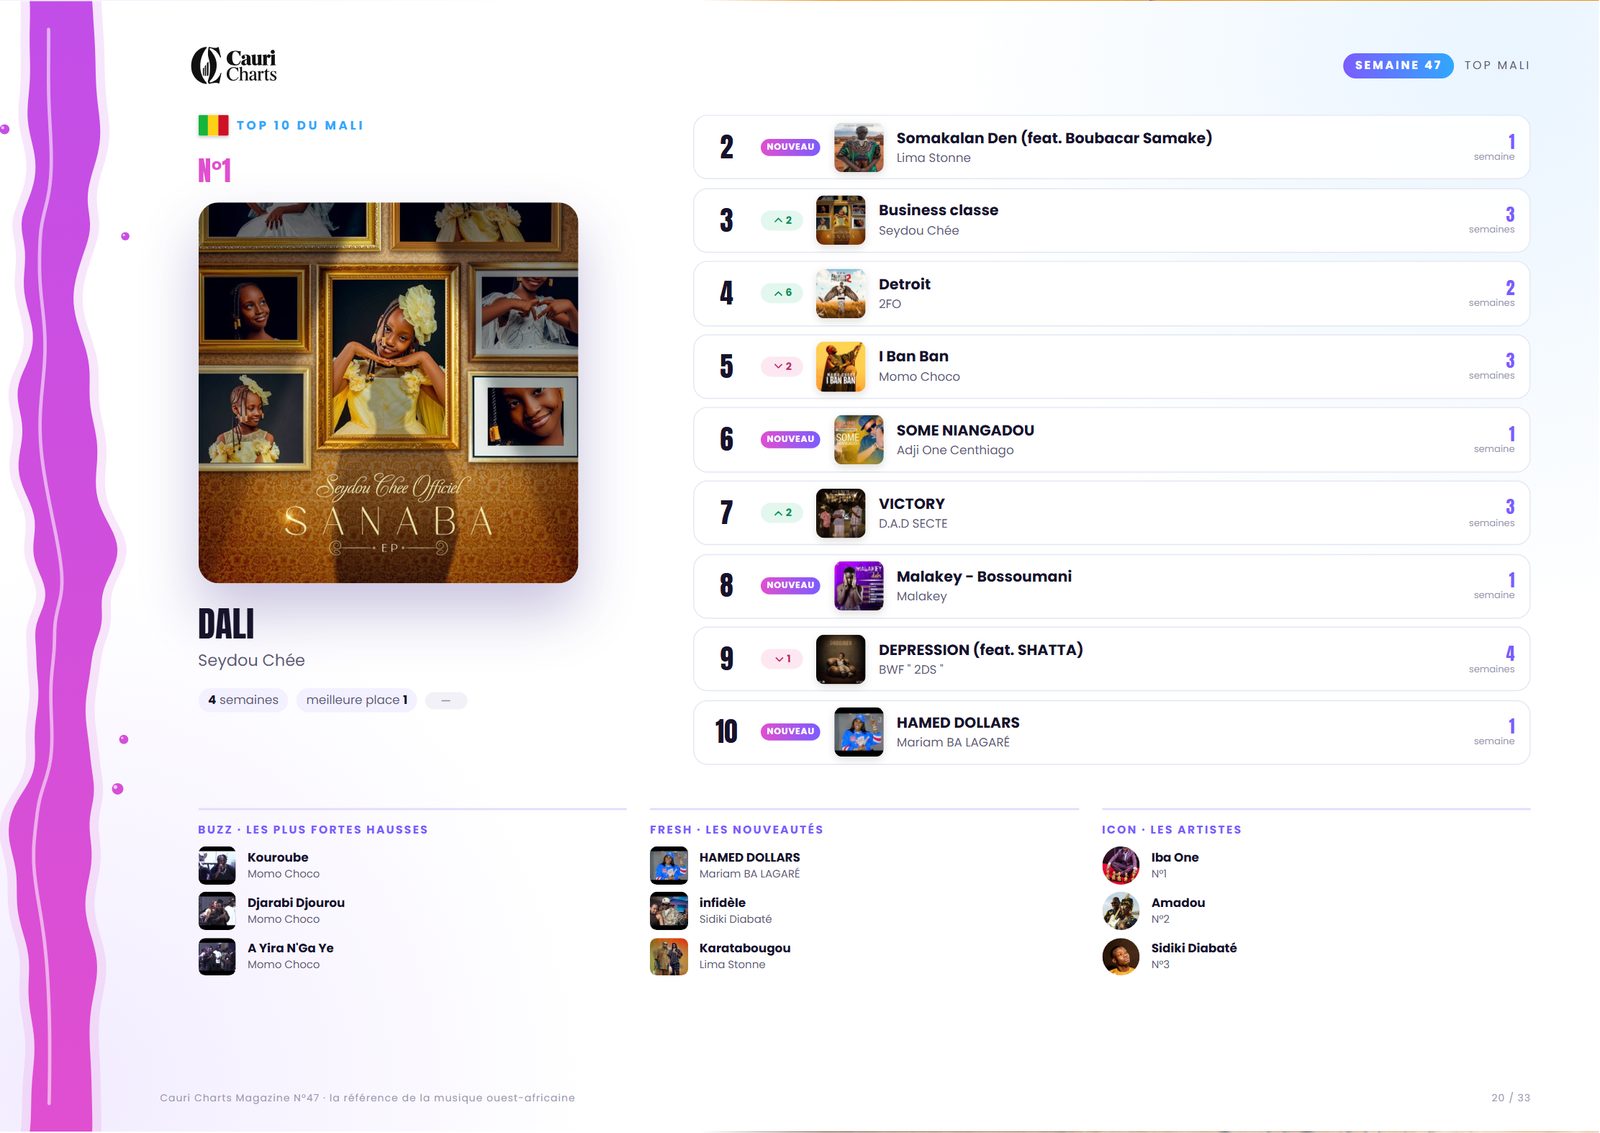 Cauri
Charts
SEMAINE 47
TOP MALI
TOP 10 DU MALI
N°1
Seydou Chee Officiel
SANABA
EP
DALI
Seydou Chée
4 semaines
meilleure place 1
—
2
NOUVEAU
Somakalan Den (feat. Boubacar Samake)
Lima Stonne
1
semaine
3
2
Business classe
Seydou Chée
3
semaines
4
6
Detroit
2FO
2
semaines
5
2
I Ban Ban
Momo Choco
I BAN BAN
3
semaines
6
NOUVEAU
SOME
SOME NIANGADOU
Adji One Centhiago
1
semaine
7
2
VICTORY
D.A.D SECTE
3
semaines
8
NOUVEAU
MALAKEY
Malakey - Bossoumani
Malakey
1
semaine
9
1
DEPRESSION (feat. SHATTA)
BWF " 2DS "
4
semaines
10
NOUVEAU
HAMED DOLLARS
Mariam BA LAGARÉ
1
semaine
BUZZ · LES PLUS FORTES HAUSSES
Kouroube
Momo Choco
Djarabi Djourou
Momo Choco
A Yira N'Ga Ye
Momo Choco
FRESH · LES NOUVEAUTÉS
HAMED DOLLARS
Mariam BA LAGARÉ
infidèle
Sidiki Diabaté
Karatabougou
Lima Stonne
ICON · LES ARTISTES
Iba One
N°1
Amadou
N°2
Sidiki Diabaté
N°3
Cauri Charts Magazine N°47 · la référence de la musique ouest-africaine
20 / 33